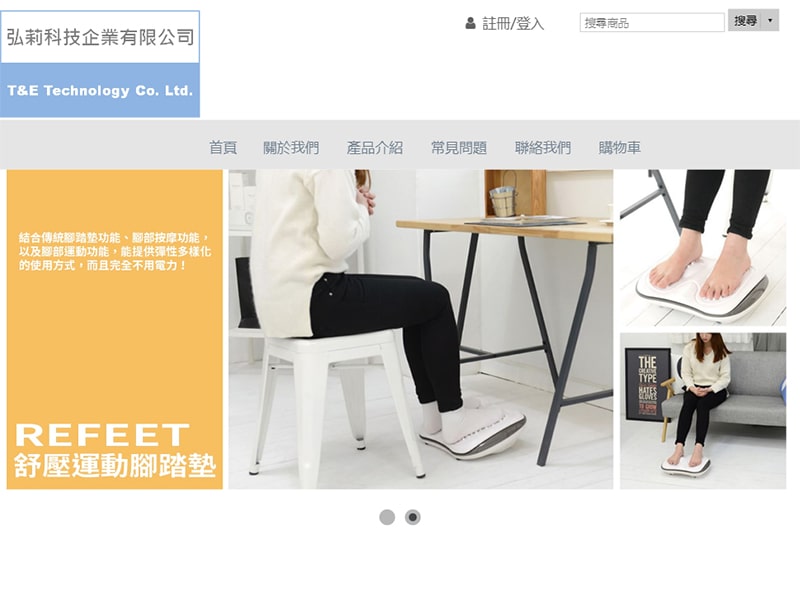 弘莉科技企業有限公司
T&E Technology Co. Ltd.
註冊/登入
搜尋商品
搜尋
首頁 關於我們 產品介紹 常見問題 聯絡我們 購物車
結合傳統腳踏墊功能、腳部按摩功能，
以及腳部運動功能，能提供彈性多樣化
的使用方式，而且完全不用電力！
REFEET
舒壓運動腳踏墊
THE
CREATIVE
TYPE
HATES
GLOVES
TO GROW